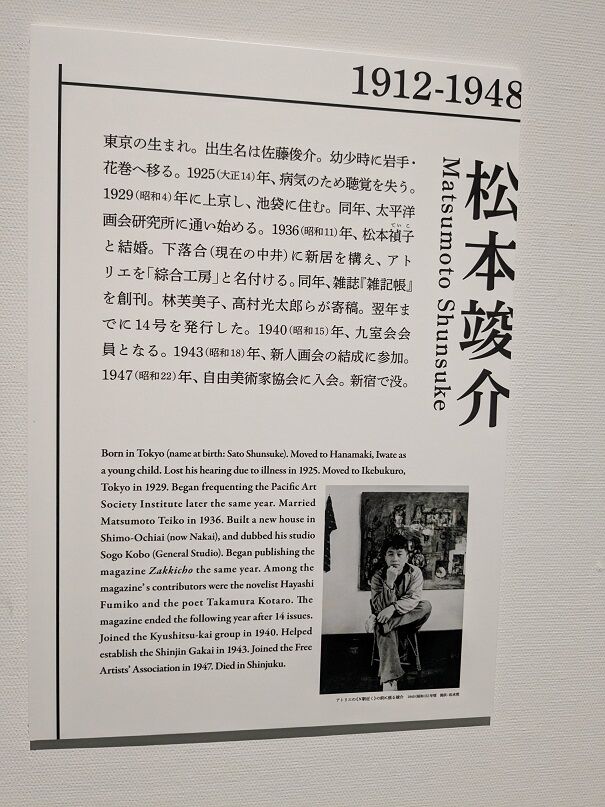 1912-1948
松本竣介
Matsumoto Shunsuke
東京の生まれ。出生名は佐藤俊介。幼少時に岩手・
花巻へ移る。1925(大正14)年、病気のため聴覚を失う。
1929(昭和4)年に上京し、池袋に住む。同年、太平洋
画会研究所に通い始める。1936(昭和11)年、松本禎子
ていこ
と結婚。下落合(現在の中井)に新居を構え、アト
リエを「綜合工房」と名付ける。同年、雑誌『雑記帳』
を創刊。林芙美子、高村光太郎らが寄稿。翌年ま
でに14号を発行した。1940(昭和15)年、九室会会
員となる。1943(昭和18)年、新人画会の結成に参加。
1947(昭和22)年、自由美術家協会に入会。新宿で没。
Born in Tokyo (name at birth: Sato Shunsuke). Moved to Hanamaki, Iwate as
a young child. Lost his hearing due to illness in 1925. Moved to Ikebukuro,
Tokyo in 1929. Began frequenting the Pacific Art
Society Institute later the same year. Married
Matsumoto Teiko in 1936. Built a new house in
Shimo-Ochiai (now Nakai), and dubbed his studio
Sogo Kobo (General Studio). Began publishing the
magazine Zakkicho the same year. Among the
magazine's contributors were the novelist Hayashi
Fumiko and the poet Takamura Kotaro. The
magazine ended the following year after 14 issues.
Joined the Kyushitsu-kai group in 1940. Helped
establish the Shinjin Gakai in 1943. Joined the Free
Artists' Association in 1947. Died in Shinjuku.